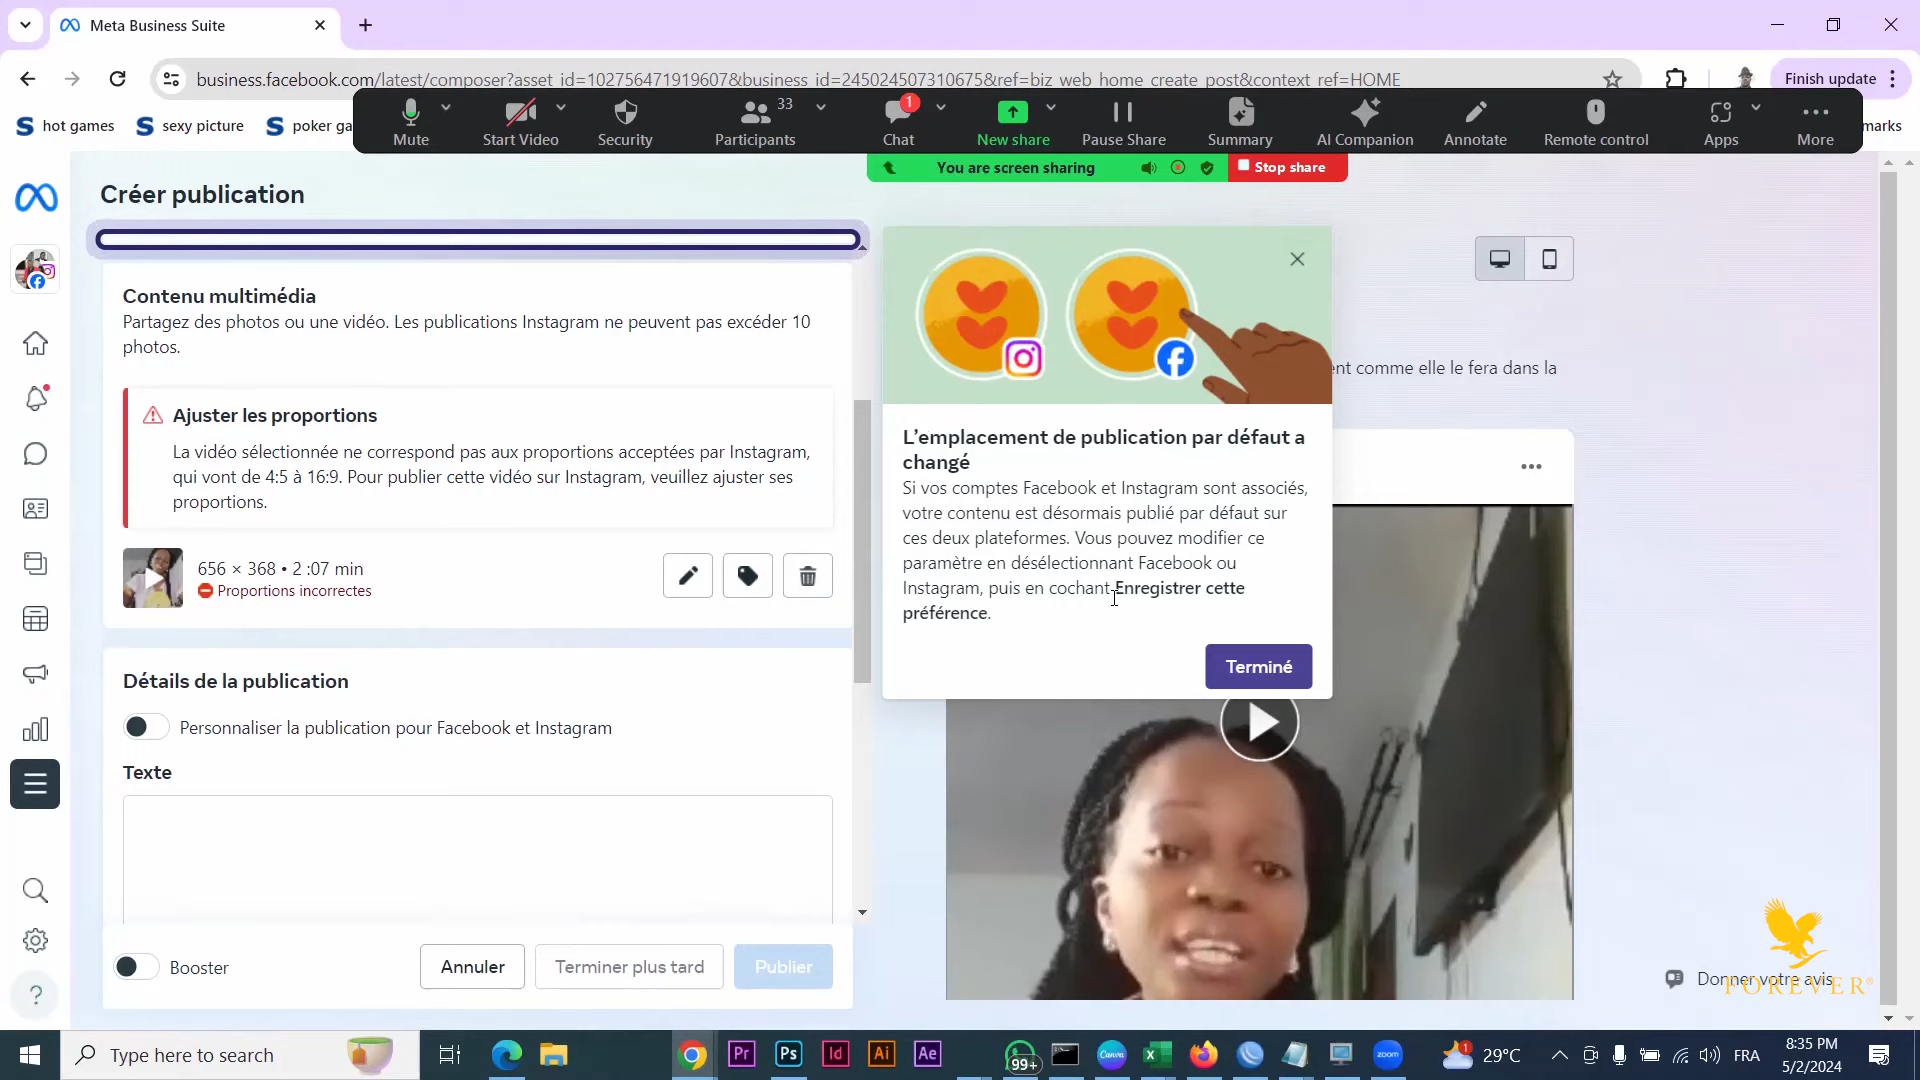 Meta Business Suite
business.facebook.com/latest/composer?asset_id=102756471919607&business_id=245024507310675&ref=biz_web_home_create_post&context_ref=HOME
Finish update
S hot games
S sexy picture
S poker ga
marks
Mute
Start Video
Security
33
Participants
1
Chat
New share
Pause Share
Summary
AI Companion
Annotate
Remote control
Apps
More
You are screen sharing
Stop share
Créer publication
Contenu multimédia
Partagez des photos ou une vidéo. Les publications Instagram ne peuvent pas excéder 10
photos.
Ajuster les proportions
La vidéo sélectionnée ne correspond pas aux proportions acceptées par Instagram,
qui vont de 4:5 à 16:9. Pour publier cette vidéo sur Instagram, veuillez ajuster ses
proportions.
656 × 368 • 2 :07 min
Proportions incorrectes
Détails de la publication
Personnaliser la publication pour Facebook et Instagram
Texte
Booster
Annuler
Terminer plus tard
Publier
L’emplacement de publication par défaut a
changé
Si vos comptes Facebook et Instagram sont associés,
votre contenu est désormais publié par défaut sur
ces deux plateformes. Vous pouvez modifier ce
paramètre en désélectionnant Facebook ou
Instagram, puis en cochant Enregistrer cette
préférence.
Terminé
ent comme elle le fera dans la
Donner votre avis
FOREVER®
Type here to search
Pr
Ps
Id
Ai
Ae
99+
Canva
zoom
1
29°C
FRA
8:35 PM
5/2/2024